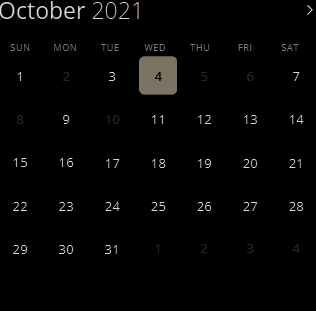 October 2021 >
SUN MON TUE WED THU FRI SAT
1 2 3 4 5 6 7
8 9 10 11 12 13 14
15 16 17 18 19 20 21
22 23 24 25 26 27 28
29 30 31 1 2 3 4